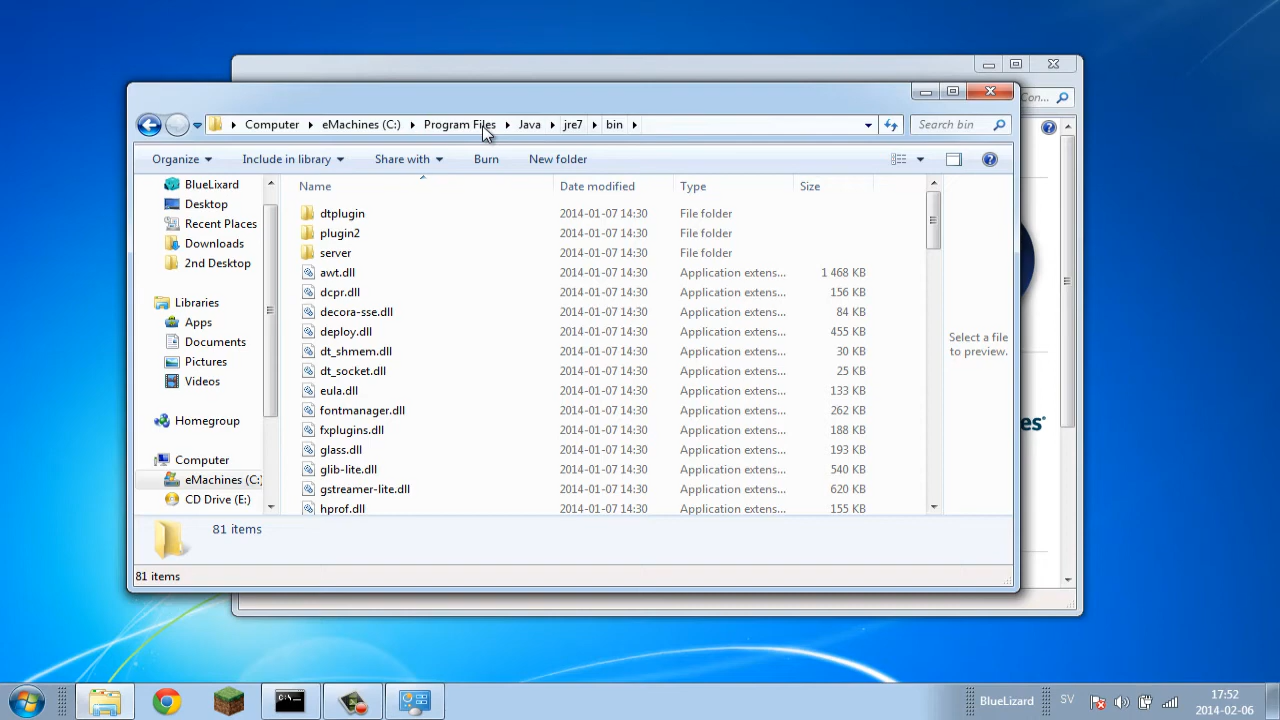 Con...
Computer eMachines (C:) Program Files Java jre7 bin
Search bin
Organize Include in library Share with Burn New folder
Name Date modified Type Size
BlueLixard
Desktop
Recent Places
Downloads
2nd Desktop
Libraries
Apps
Documents
Pictures
Videos
Homegroup
Computer
eMachines (C:)
CD Drive (E:)
dtplugin 2014-01-07 14:30 File folder
plugin2 2014-01-07 14:30 File folder
server 2014-01-07 14:30 File folder
awt.dll 2014-01-07 14:30 Application extens... 1 468 KB
dcpr.dll 2014-01-07 14:30 Application extens... 156 KB
decora-sse.dll 2014-01-07 14:30 Application extens... 84 KB
deploy.dll 2014-01-07 14:30 Application extens... 455 KB
dt_shmem.dll 2014-01-07 14:30 Application extens... 30 KB
dt_socket.dll 2014-01-07 14:30 Application extens... 25 KB
eula.dll 2014-01-07 14:30 Application extens... 133 KB
fontmanager.dll 2014-01-07 14:30 Application extens... 262 KB
fxplugins.dll 2014-01-07 14:30 Application extens... 188 KB
glass.dll 2014-01-07 14:30 Application extens... 193 KB
glib-lite.dll 2014-01-07 14:30 Application extens... 540 KB
gstreamer-lite.dll 2014-01-07 14:30 Application extens... 620 KB
hprof.dll 2014-01-07 14:30 Application extens... 155 KB
Select a file
to preview.
es
81 items
81 items
BlueLizard SV 17:52
2014-02-06